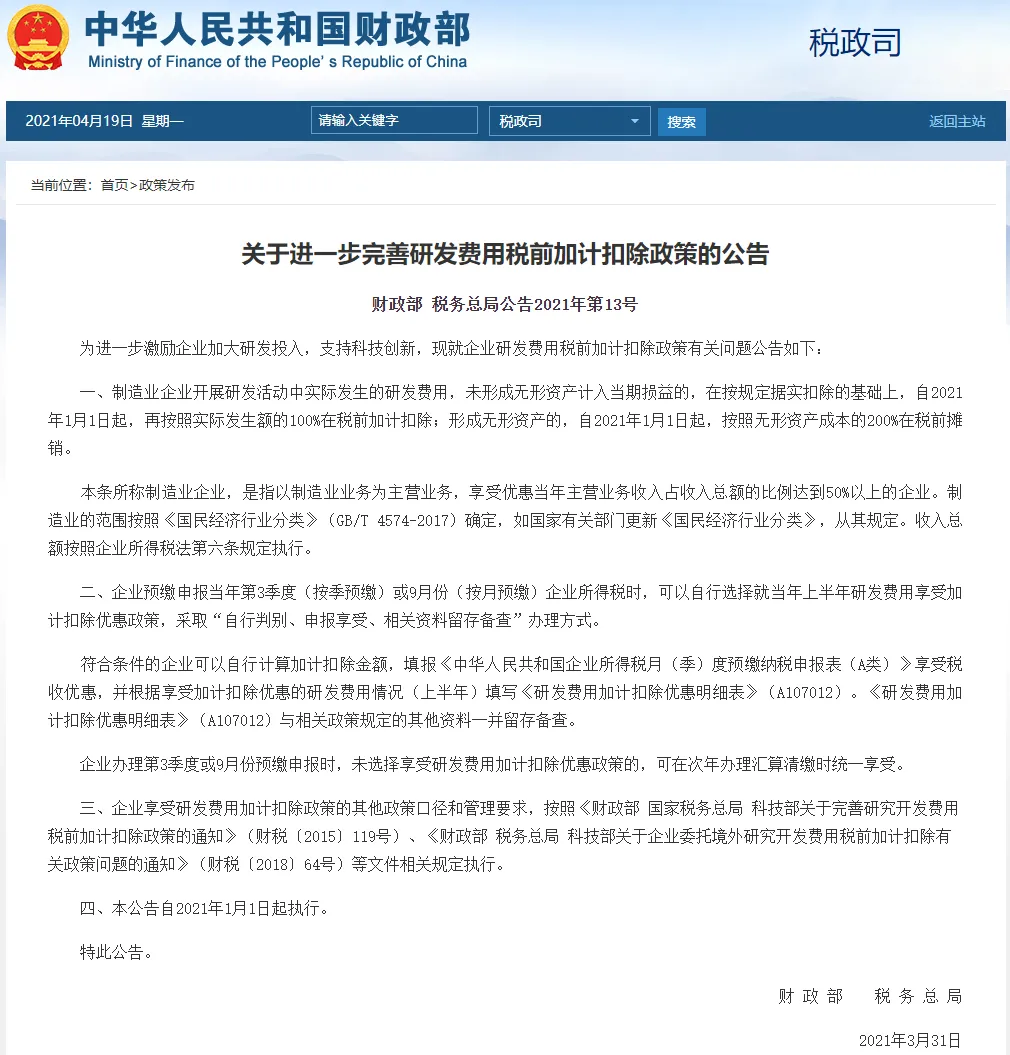 中华人民共和国财政部
Ministry of Finance of the People' s Republic of China
税政司
2021年04月19日 星期一
请输入关键字
税政司
搜索
返回主站
当前位置：首页>政策发布
关于进一步完善研发费用税前加计扣除政策的公告
财政部 税务总局公告2021年第13号
为进一步激励企业加大研发投入，支持科技创新，现就企业研发费用税前加计扣除政策有关问题公告如下：
一、制造业企业开展研发活动中实际发生的研发费用，未形成无形资产计入当期损益的，在按规定据实扣除的基础上，自2021
年1月1日起，再按照实际发生额的100%在税前加计扣除；形成无形资产的，自2021年1月1日起，按照无形资产成本的200%在税前摊
销。
本条所称制造业企业，是指以制造业业务为主营业务，享受优惠当年主营业务收入占收入总额的比例达到50%以上的企业。制
造业的范围按照《国民经济行业分类》（GB/T 4574-2017）确定，如国家有关部门更新《国民经济行业分类》，从其规定。收入总
额按照企业所得税法第六条规定执行。
二、企业预缴申报当年第3季度（按季预缴）或9月份（按月预缴）企业所得税时，可以自行选择就当年上半年研发费用享受加
计扣除优惠政策，采取“自行判别、申报享受、相关资料留存备查”办理方式。
符合条件的企业可以自行计算加计扣除金额，填报《中华人民共和国企业所得税月（季）度预缴纳税申报表（A类）》享受税
收优惠，并根据享受加计扣除优惠的研发费用情况（上半年）填写《研发费用加计扣除优惠明细表》（A107012）。《研发费用加
计扣除优惠明细表》（A107012）与相关政策规定的其他资料一并留存备查。
企业办理第3季度或9月份预缴申报时，未选择享受研发费用加计扣除优惠政策的，可在次年办理汇算清缴时统一享受。
三、企业享受研发费用加计扣除政策的其他政策口径和管理要求，按照《财政部 国家税务总局 科技部关于完善研究开发费用
税前加计扣除政策的通知》（财税〔2015〕119号）、《财政部 税务总局 科技部关于企业委托境外研究开发费用税前加计扣除有
关政策问题的通知》（财税〔2018〕64号）等文件相关规定执行。
四、本公告自2021年1月1日起执行。
特此公告。
财 政 部 税 务 总 局
2021年3月31日